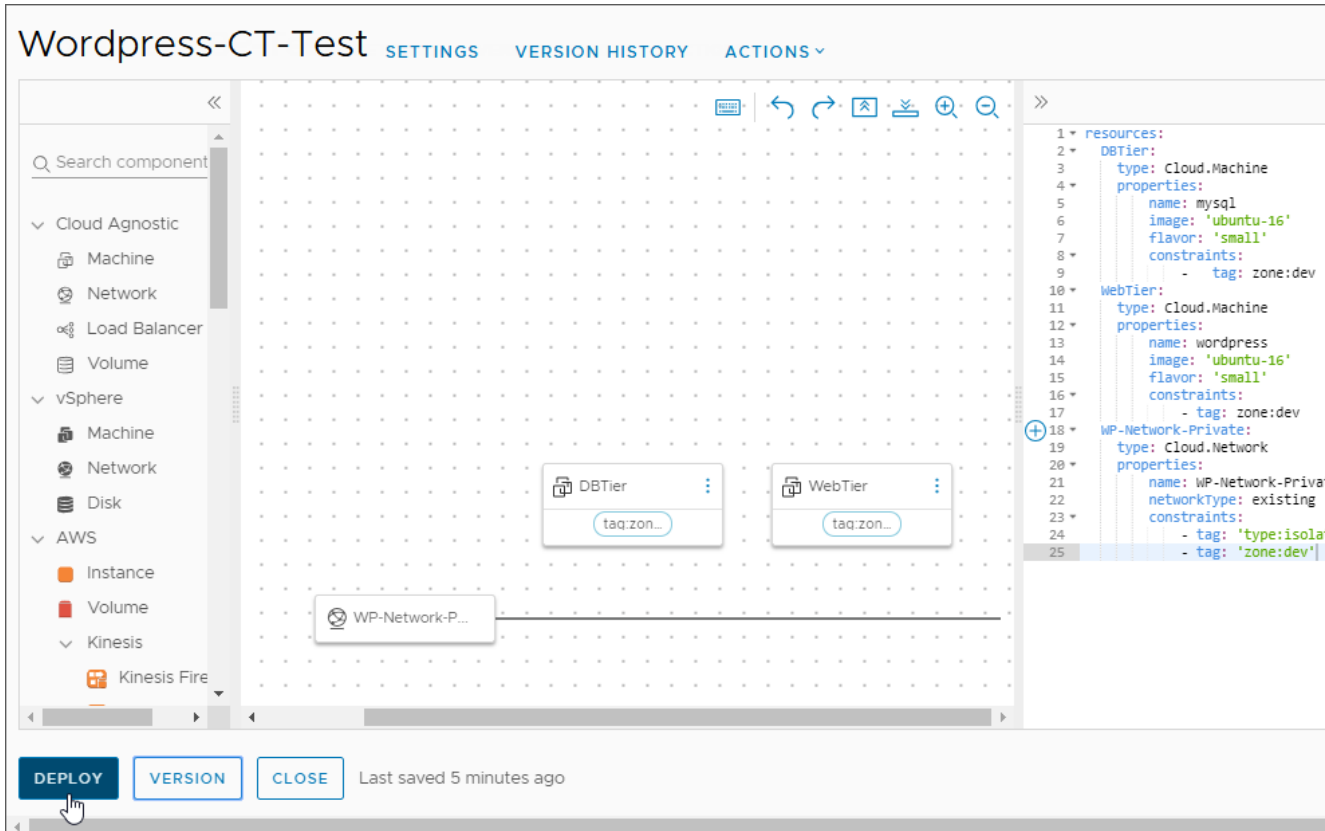 Wordpress-CT-Test SETTINGS VERSION HISTORY ACTIONS
Search component
Cloud Agnostic
Machine
Network
Load Balancer
Volume
vSphere
Machine
Network
Disk
AWS
Instance
Volume
Kinesis
Kinesis Fire
DBTier
tag:zon...
WebTier
tag:zon...
WP-Network-P...
1 resources:
2 DBTier:
3 type: Cloud.Machine
4 properties:
5 name: mysql
6 image: 'ubuntu-16'
7 flavor: 'small'
8 constraints:
9 - tag: zone:dev
10 WebTier:
11 type: Cloud.Machine
12 properties:
13 name: wordpress
14 image: 'ubuntu-16'
15 flavor: 'small'
16 constraints:
17 - tag: zone:dev
18 WP-Network-Private:
19 type: Cloud.Network
20 properties:
21 name: WP-Network-Privat
22 networkType: existing
23 constraints:
24 - tag: 'type:isolat
25 - tag: 'zone:dev'
DEPLOY VERSION CLOSE Last saved 5 minutes ago